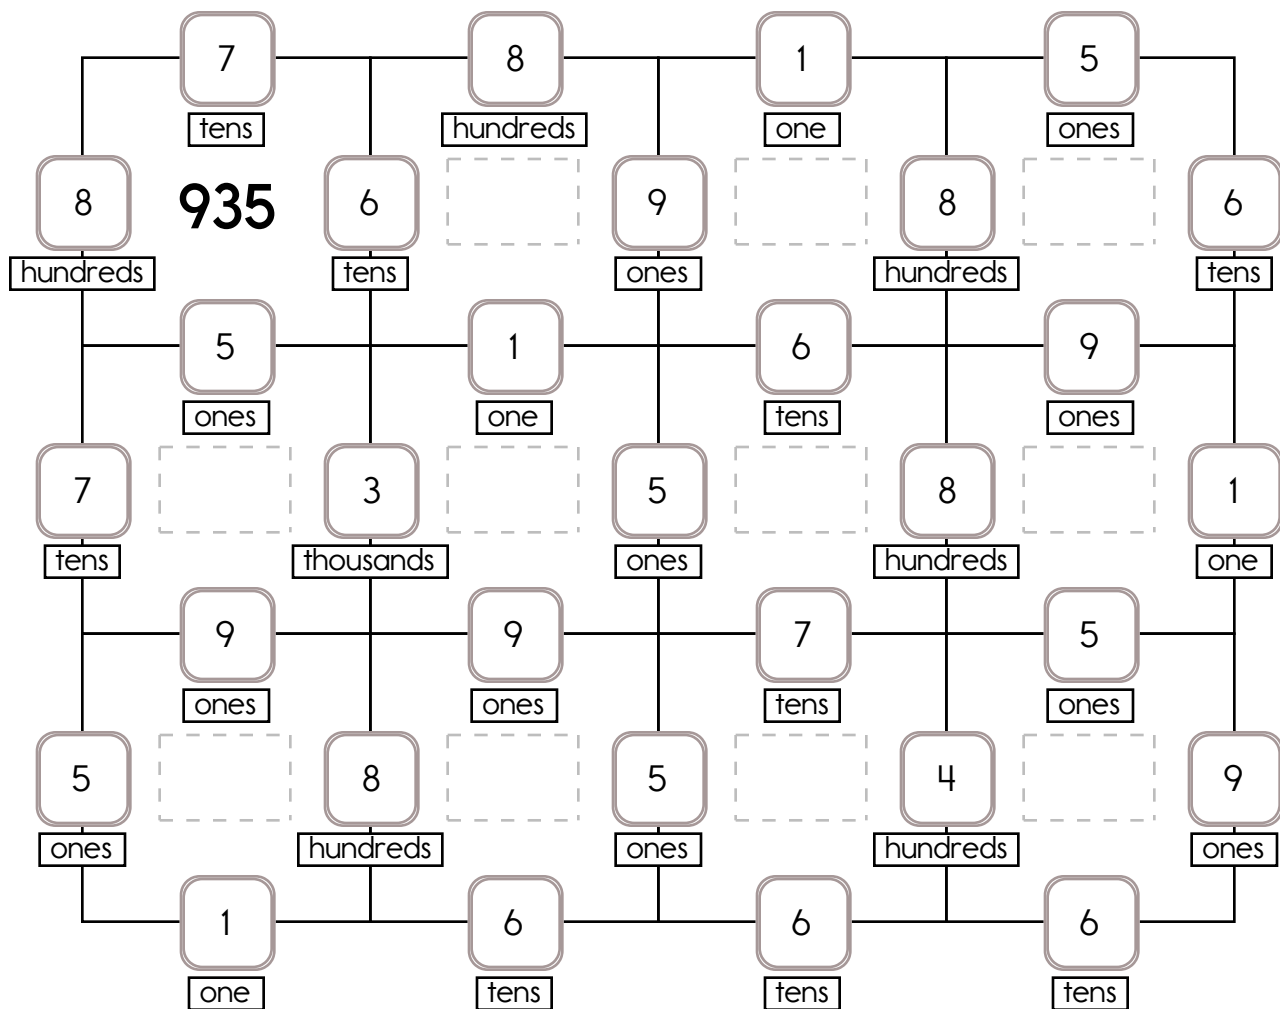 7 8 1 5
tens hundreds one ones
8 935 6 9 8 6
hundreds tens ones hundreds tens
5 1 6 9
ones one tens ones
7 3 5 8 1
tens thousands ones hundreds one
9 9 7 5
ones ones tens ones
5 8 5 4 9
ones hundreds ones hundreds ones
1 6 6 6
one tens tens tens